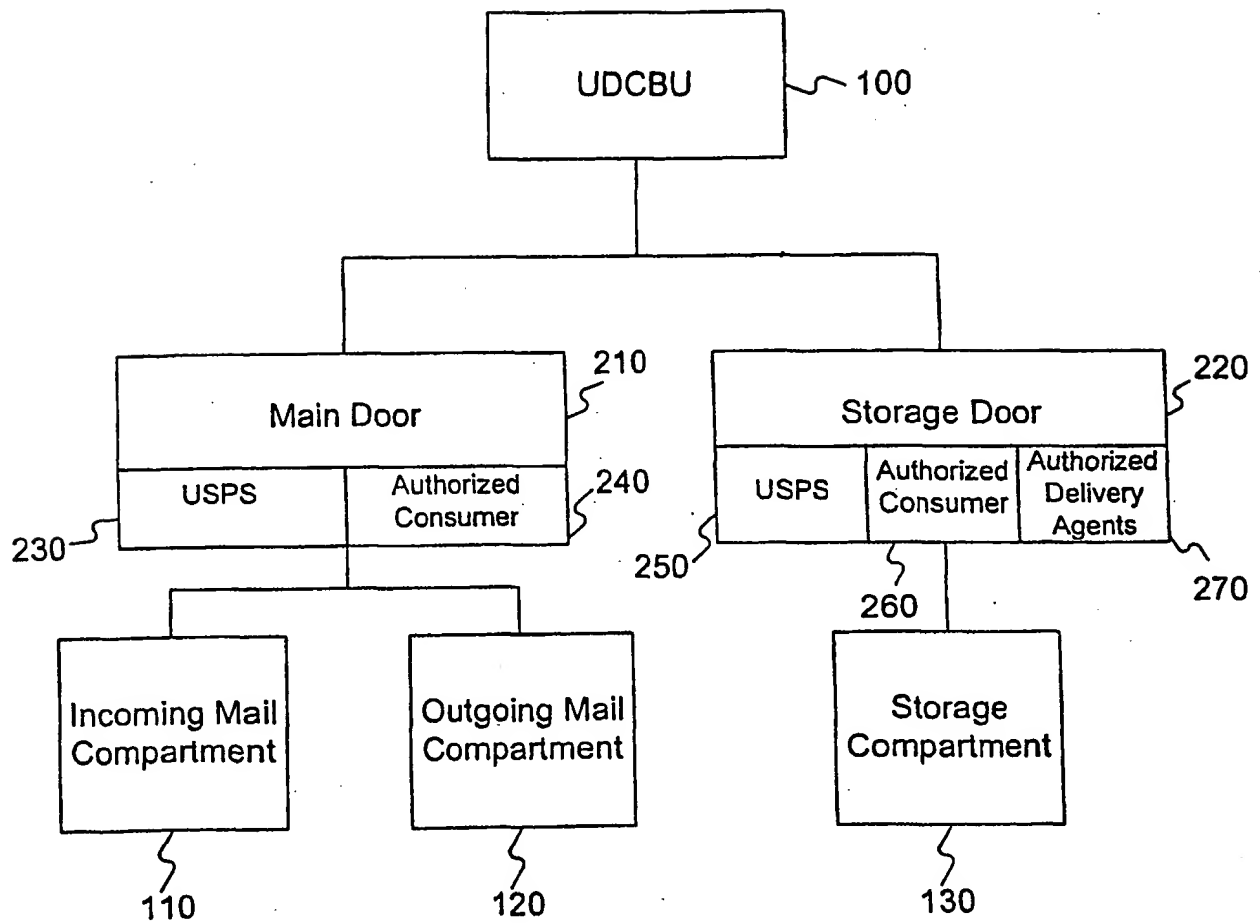 UDCBU
100
210
Main Door
220
Storage Door
USPS
Authorized
Consumer
240
230
USPS
Authorized
Consumer
Authorized
Delivery
Agents
250
260
270
Incoming Mail
Compartment
Outgoing Mail
Compartment
Storage
Compartment
110
120
130